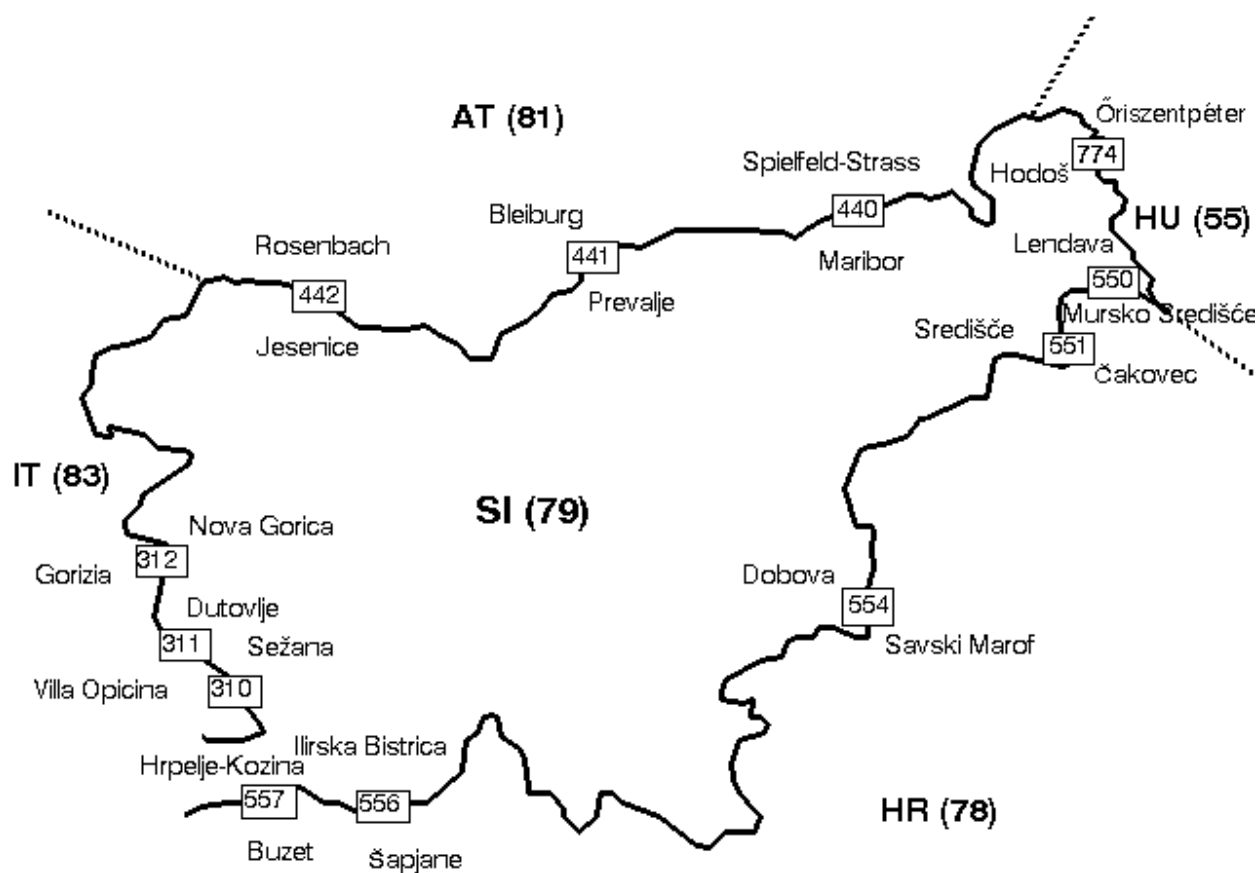 AT (81)
Őriszentpéter
774
Spielfeld-Strass
Hodoš
440
HU (55)
Bleiburg
441
Maribor
Lendava
Rosenbach
550
442
Prevalje
Mursko Središče
Središče
551
Jesenice
Čakovec
IT (83)
SI (79)
Nova Gorica
312
Gorizia
Dobova
554
Dutovlje
311
Sežana
Savski Marof
Villa Opicina
310
Ilirska Bistrica
Hrpelje-Kozina
557
556
HR (78)
Buzet
Šapjane